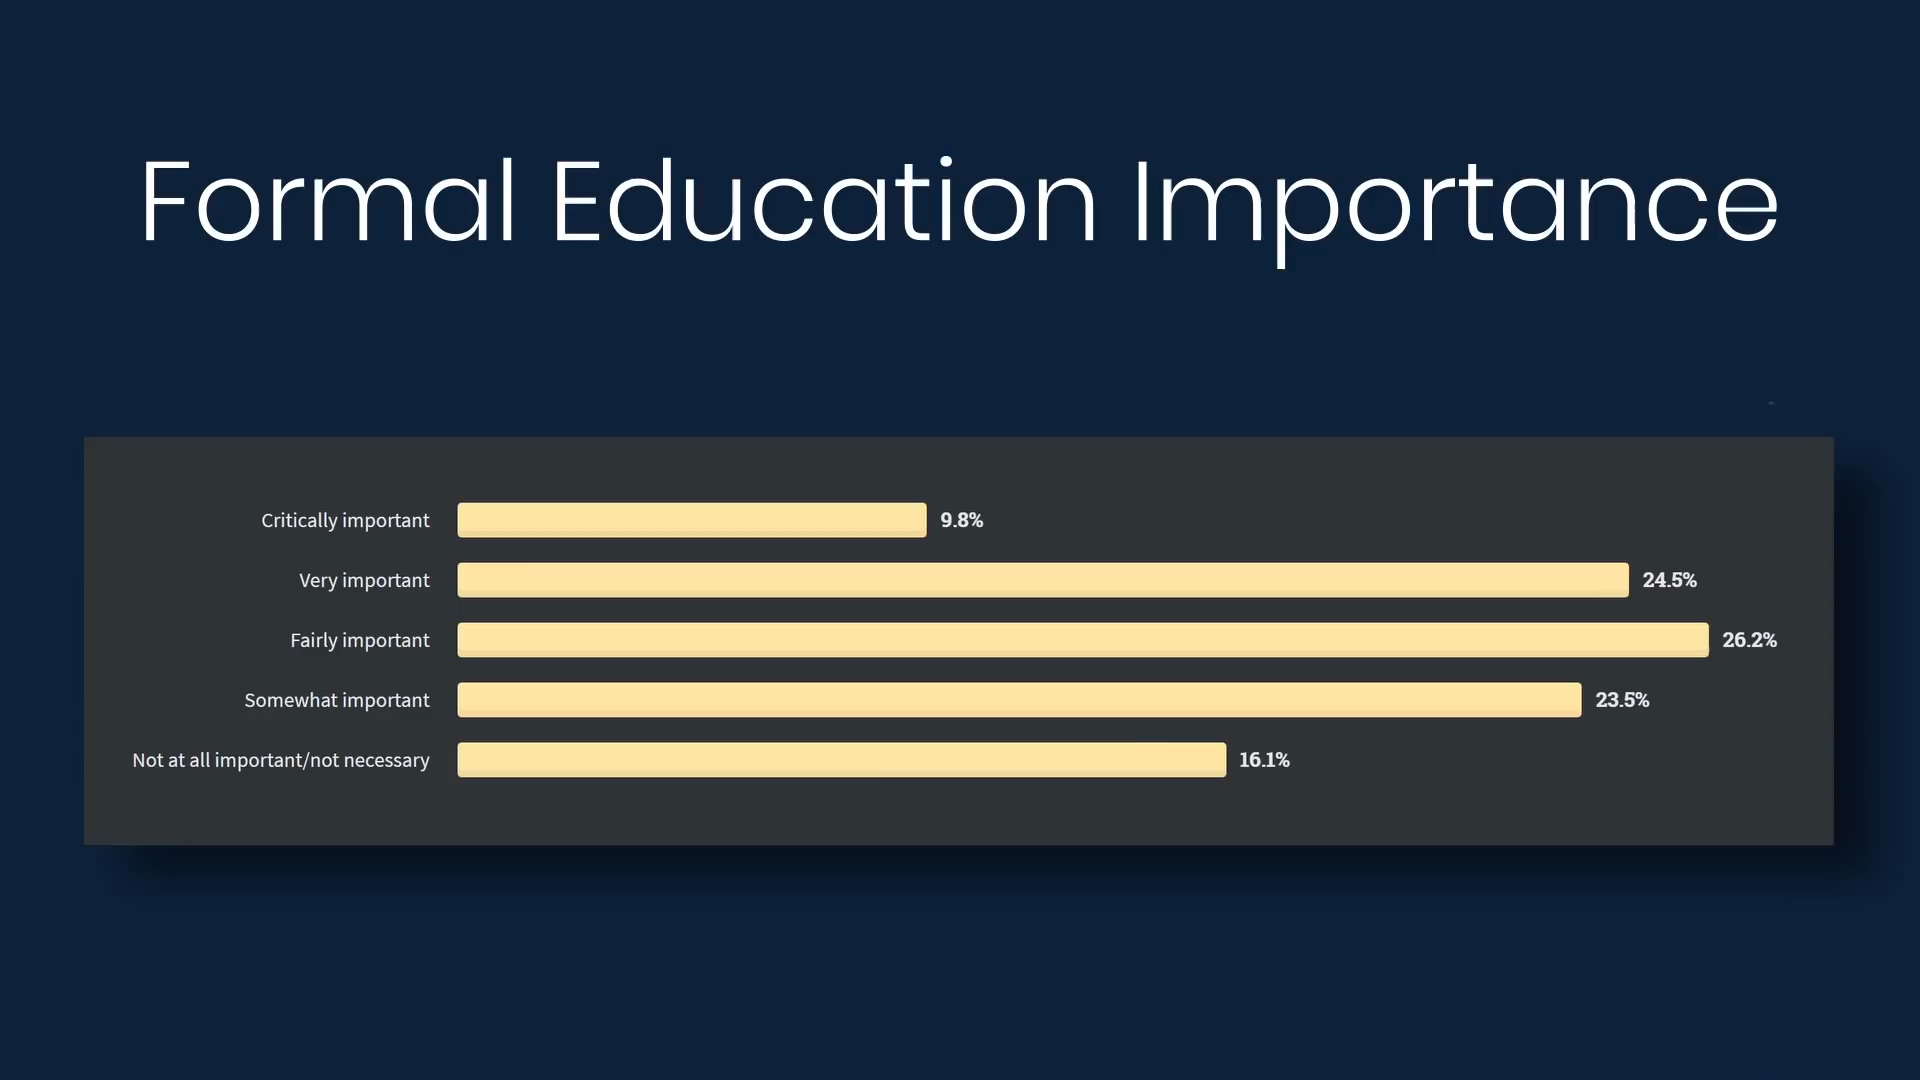 Formal Education Importance
Critically important 9.8%
Very important 24.5%
Fairly important 26.2%
Somewhat important 23.5%
Not at all important/not necessary 16.1%